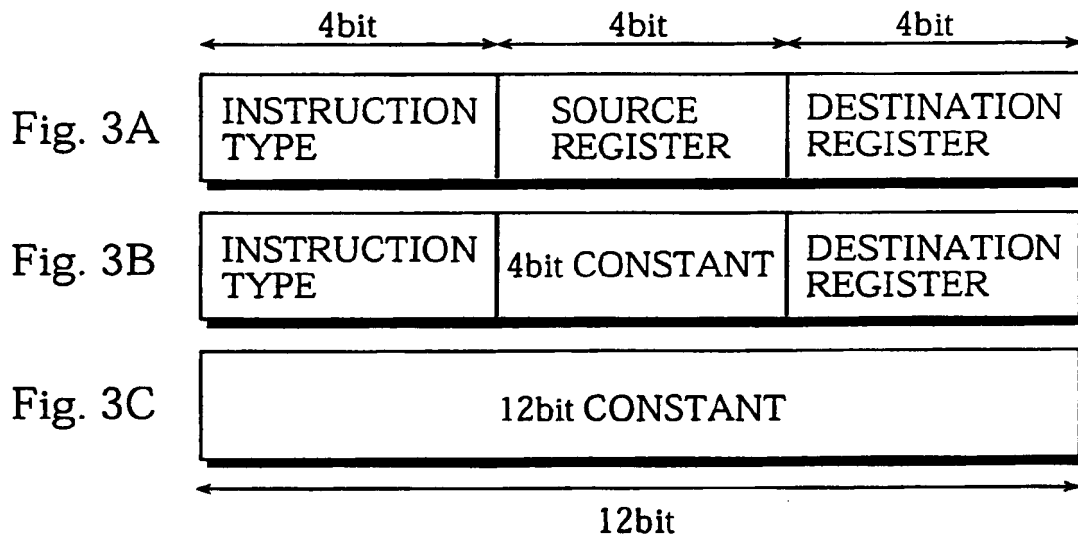 4bit 4bit 4bit
Fig. 3A
INSTRUCTION TYPE
SOURCE REGISTER
DESTINATION REGISTER
Fig. 3B
INSTRUCTION TYPE
4bit CONSTANT
DESTINATION REGISTER
Fig. 3C
12bit CONSTANT
12bit